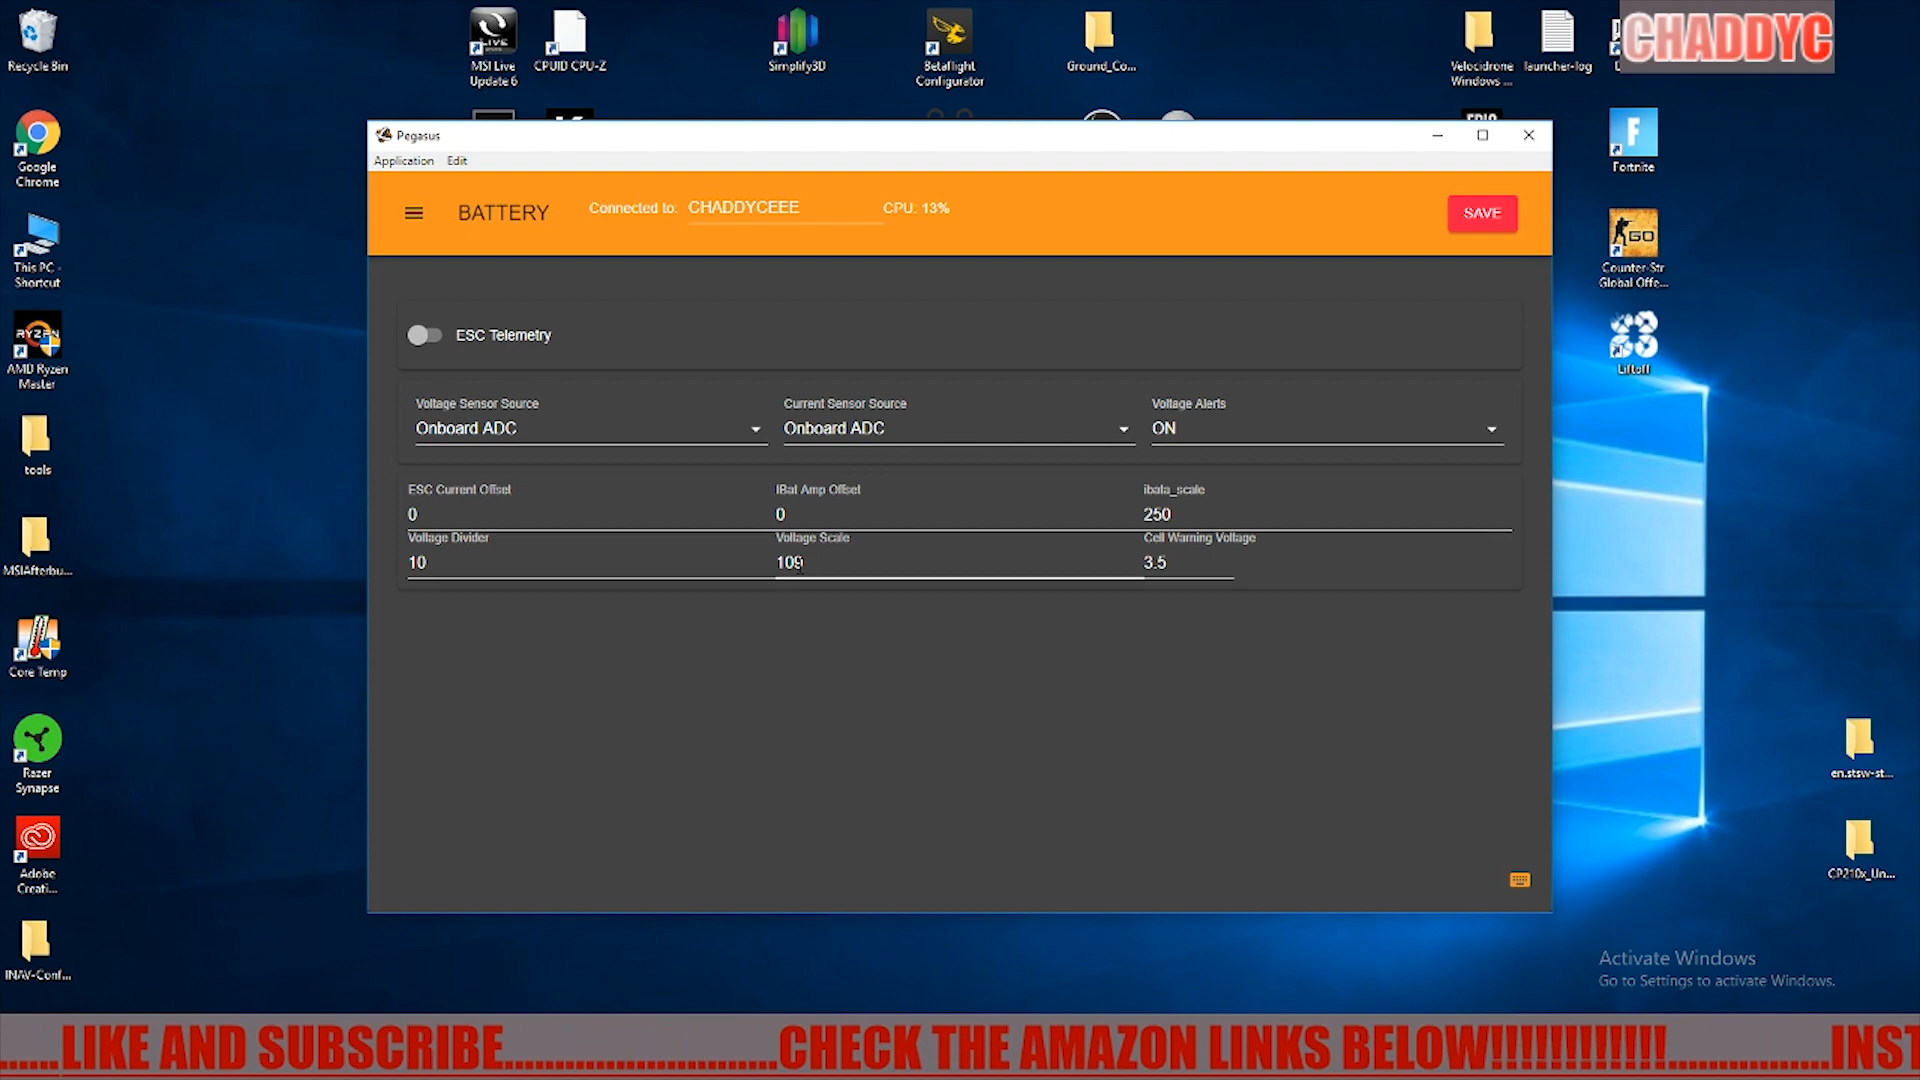 Recycle Bin
MSI Live
Update 6
CPUID CPU-Z
Simplify3D
Betaflight
Configurator
Ground_Co...
Velocidrone
Windows ...
launcher-log
CHADDYC
Google
Chrome
Fortnite
This PC -
Shortcut
Counter-Str
Global Offe...
AMD Ryzen
Master
Liftoff
tools
MSIAfterbu...
Core Temp
Razer
Synapse
en.stsw-st...
Adobe
Creati...
CP210x_Un...
INAV-Conf...
Pegasus
Application Edit
BATTERY
Connected to: CHADDYCEEE
CPU: 13%
SAVE
ESC Telemetry
Voltage Sensor Source
Onboard ADC
Current Sensor Source
Onboard ADC
Voltage Alerts
ON
ESC Current Offset
0
IBat Amp Offset
0
ibata_scale
250
Voltage Divider
10
Voltage Scale
109
Cell Warning Voltage
3.5
Activate Windows
Go to Settings to activate Windows.
......LIKE AND SUBSCRIBE...........................CHECK THE AMAZON LINKS BELOW!!!!!!!!!!!!................INST